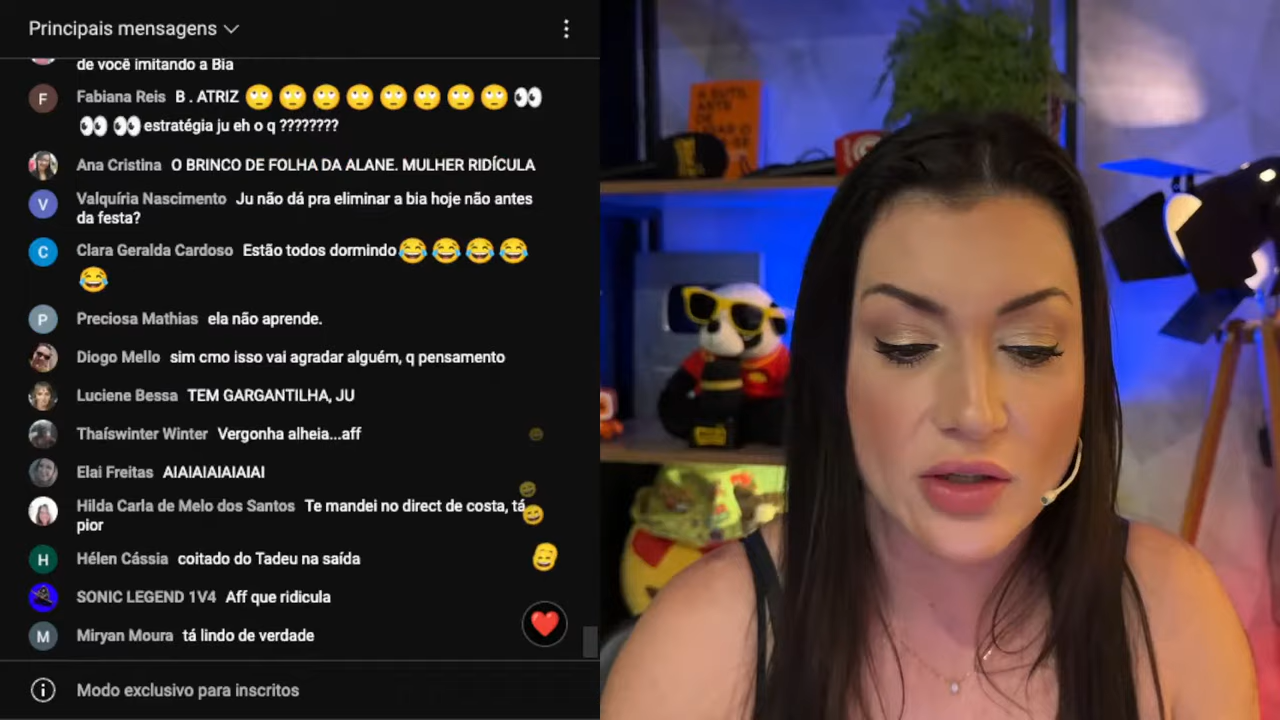 Principais mensagens
de você imitando a Bia
F Fabiana Reis B . ATRIZ 🙄 🙄 🙄 🙄 🙄 🙄 🙄 🙄 👀
👀 👀 estratégia ju eh o q ????????
Ana Cristina O BRINCO DE FOLHA DA ALANE. MULHER RIDÍCULA
V Valquíria Nascimento Ju não dá pra eliminar a bia hoje não antes
da festa?
C Clara Geralda Cardoso Estão todos dormindo 😂 😂 😂 😂
😂
P Preciosa Mathias ela não aprende.
Diogo Mello sim cmo isso vai agradar alguém, q pensamento
Luciene Bessa TEM GARGANTILHA, JU
Thaíswinter Winter Vergonha alheia...aff
Elai Freitas AIAIAIAIAIAIAI
Hilda Carla de Melo dos Santos Te mandei no direct de costa, tá
pior
H Hélen Cássia coitado do Tadeu na saída
SONIC LEGEND 1V4 Aff que ridicula
M Miryan Moura tá lindo de verdade
Modo exclusivo para inscritos
A SUTIL
ARTE
DE